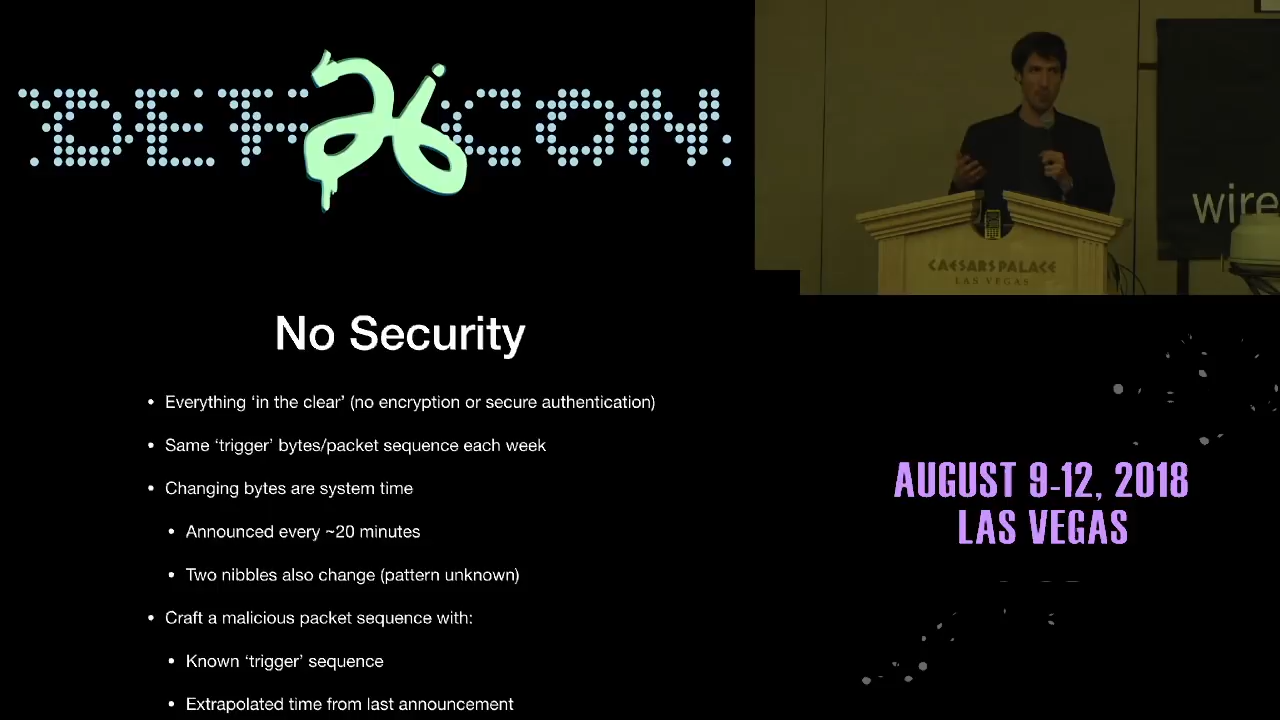 DEF CON
26
wire
CAESARS PALACE
LAS VEGAS
No Security
• Everything ‘in the clear’ (no encryption or secure authentication)
• Same ‘trigger’ bytes/packet sequence each week
• Changing bytes are system time
• Announced every ~20 minutes
• Two nibbles also change (pattern unknown)
• Craft a malicious packet sequence with:
• Known ‘trigger’ sequence
• Extrapolated time from last announcement
AUGUST 9-12, 2018
LAS VEGAS